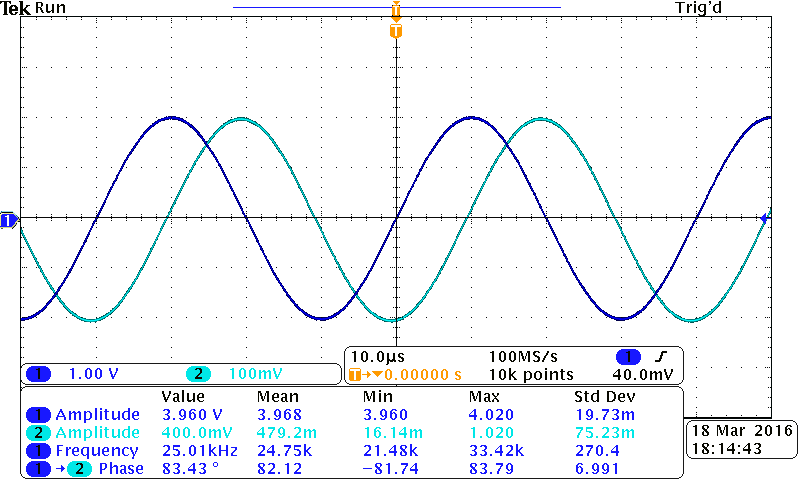 Tek Run Trig'd
T
T
1
10.0µs 100MS/s 1
1 1.00 V 2 100mV T→▼0.00000 s 10k points 40.0mV
Value Mean Min Max Std Dev
1 Amplitude 3.960 V 3.968 3.960 4.020 19.73m
2 Amplitude 400.0mV 479.2m 16.14m 1.020 75.23m
1 Frequency 25.01kHz 24.75k 21.48k 33.42k 270.4
1 → 2 Phase 83.43 ° 82.12 −81.74 83.79 6.991
18 Mar 2016
18:14:43